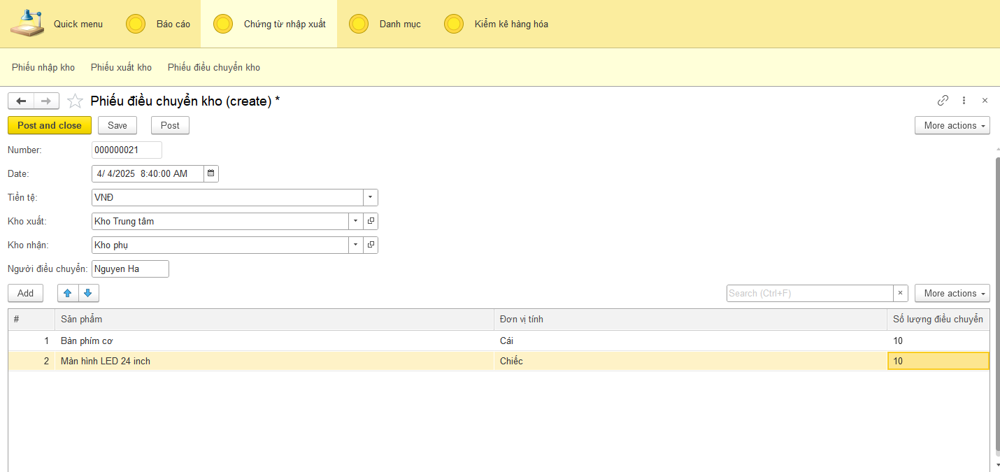 Quick menu Báo cáo Chứng từ nhập xuất Danh mục Kiểm kê hàng hóa
Phiếu nhập kho Phiếu xuất kho Phiếu điều chuyển kho
Phiếu điều chuyển kho (create) *
Post and close Save Post More actions
Number: 000000021
Date: 4/ 4/2025 8:40:00 AM
Tiền tệ: VNĐ
Kho xuất: Kho Trung tâm
Kho nhận: Kho phụ
Người điều chuyển: Nguyen Ha
Add Search (Ctrl+F) × More actions
# Sản phẩm Đơn vị tính Số lượng điều chuyển
1 Bàn phím cơ Cái 10
2 Màn hình LED 24 inch Chiếc 10